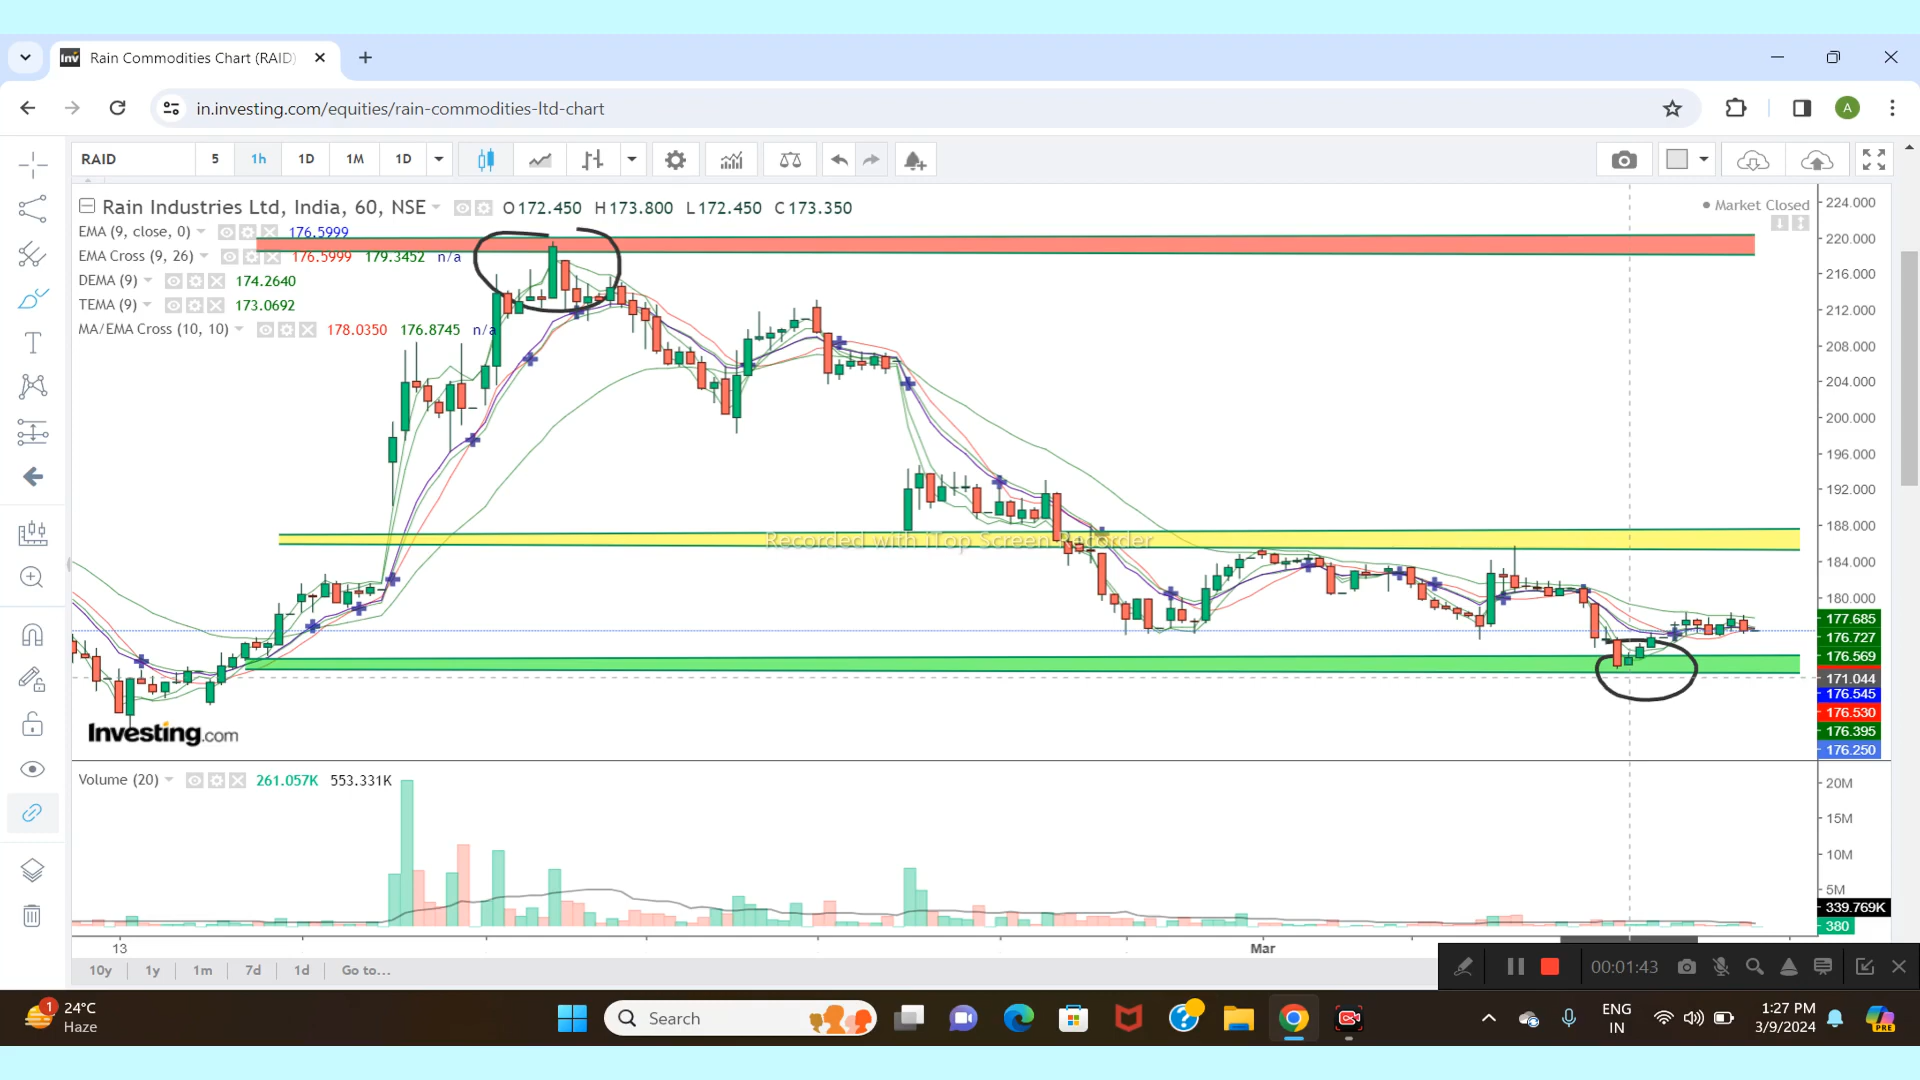 Rain Commodities Chart (RAID)
in.investing.com/equities/rain-commodities-ltd-chart
A
RAID 5 1h 1D 1M 1D
Rain Industries Ltd, India, 60, NSE O172.450 H173.800 L172.450 C173.350
Market Closed
EMA (9, close, 0) 176.5999
EMA Cross (9, 26) 176.5999 179.3452 n/a
DEMA (9) 174.2640
TEMA (9) 173.0692
MA/EMA Cross (10, 10) 178.0350 176.8745 n/a
224.000
220.000
216.000
212.000
208.000
204.000
200.000
196.000
192.000
188.000
184.000
180.000
177.685
176.727
176.569
171.044
176.545
176.530
176.395
176.250
Recorded with iTop Screen Recorder
Investing.com
Volume (20) 261.057K 553.331K
20M
15M
10M
5M
339.769K
380
13 Mar
10y 1y 1m 7d 1d Go to...
00:01:43
1
24°C
Haze
Search
ENG
IN
1:27 PM
3/9/2024
PRE